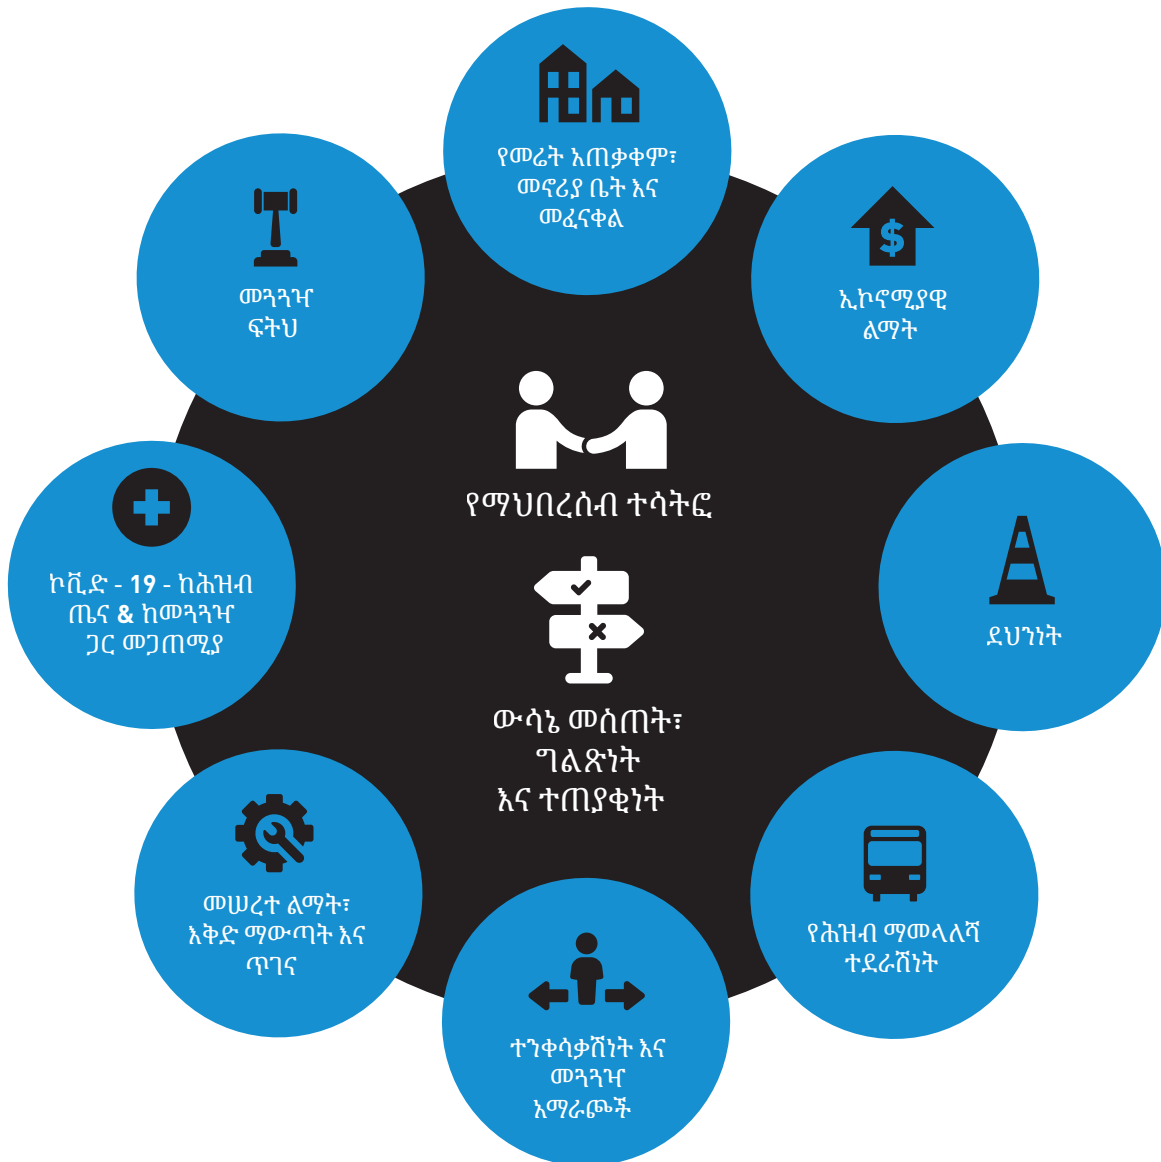 የመሬት አጠቃቀም፣
መኖሪያ ቤት እና
መፈናቀል
ኢኮኖሚያዊ
ልማት
ደህንነት
የሕዝብ ማመላለሻ
ተደራሽነት
ተንቀሳቃሽነት እና
መጓጓዣ
አማራጮች
መሠረተ ልማት፣
እቅድ ማውጣት እና
ጥገና
ኮቪድ - 19 - ከሕዝብ
ጤና & ከመጓጓዣ
ጋር መጋጠሚያ
መጓጓዣ
ፍትህ
የማህበረሰብ ተሳትፎ
ውሳኔ መስጠት፣
ግልጽነት
እና ተጠያቂነት